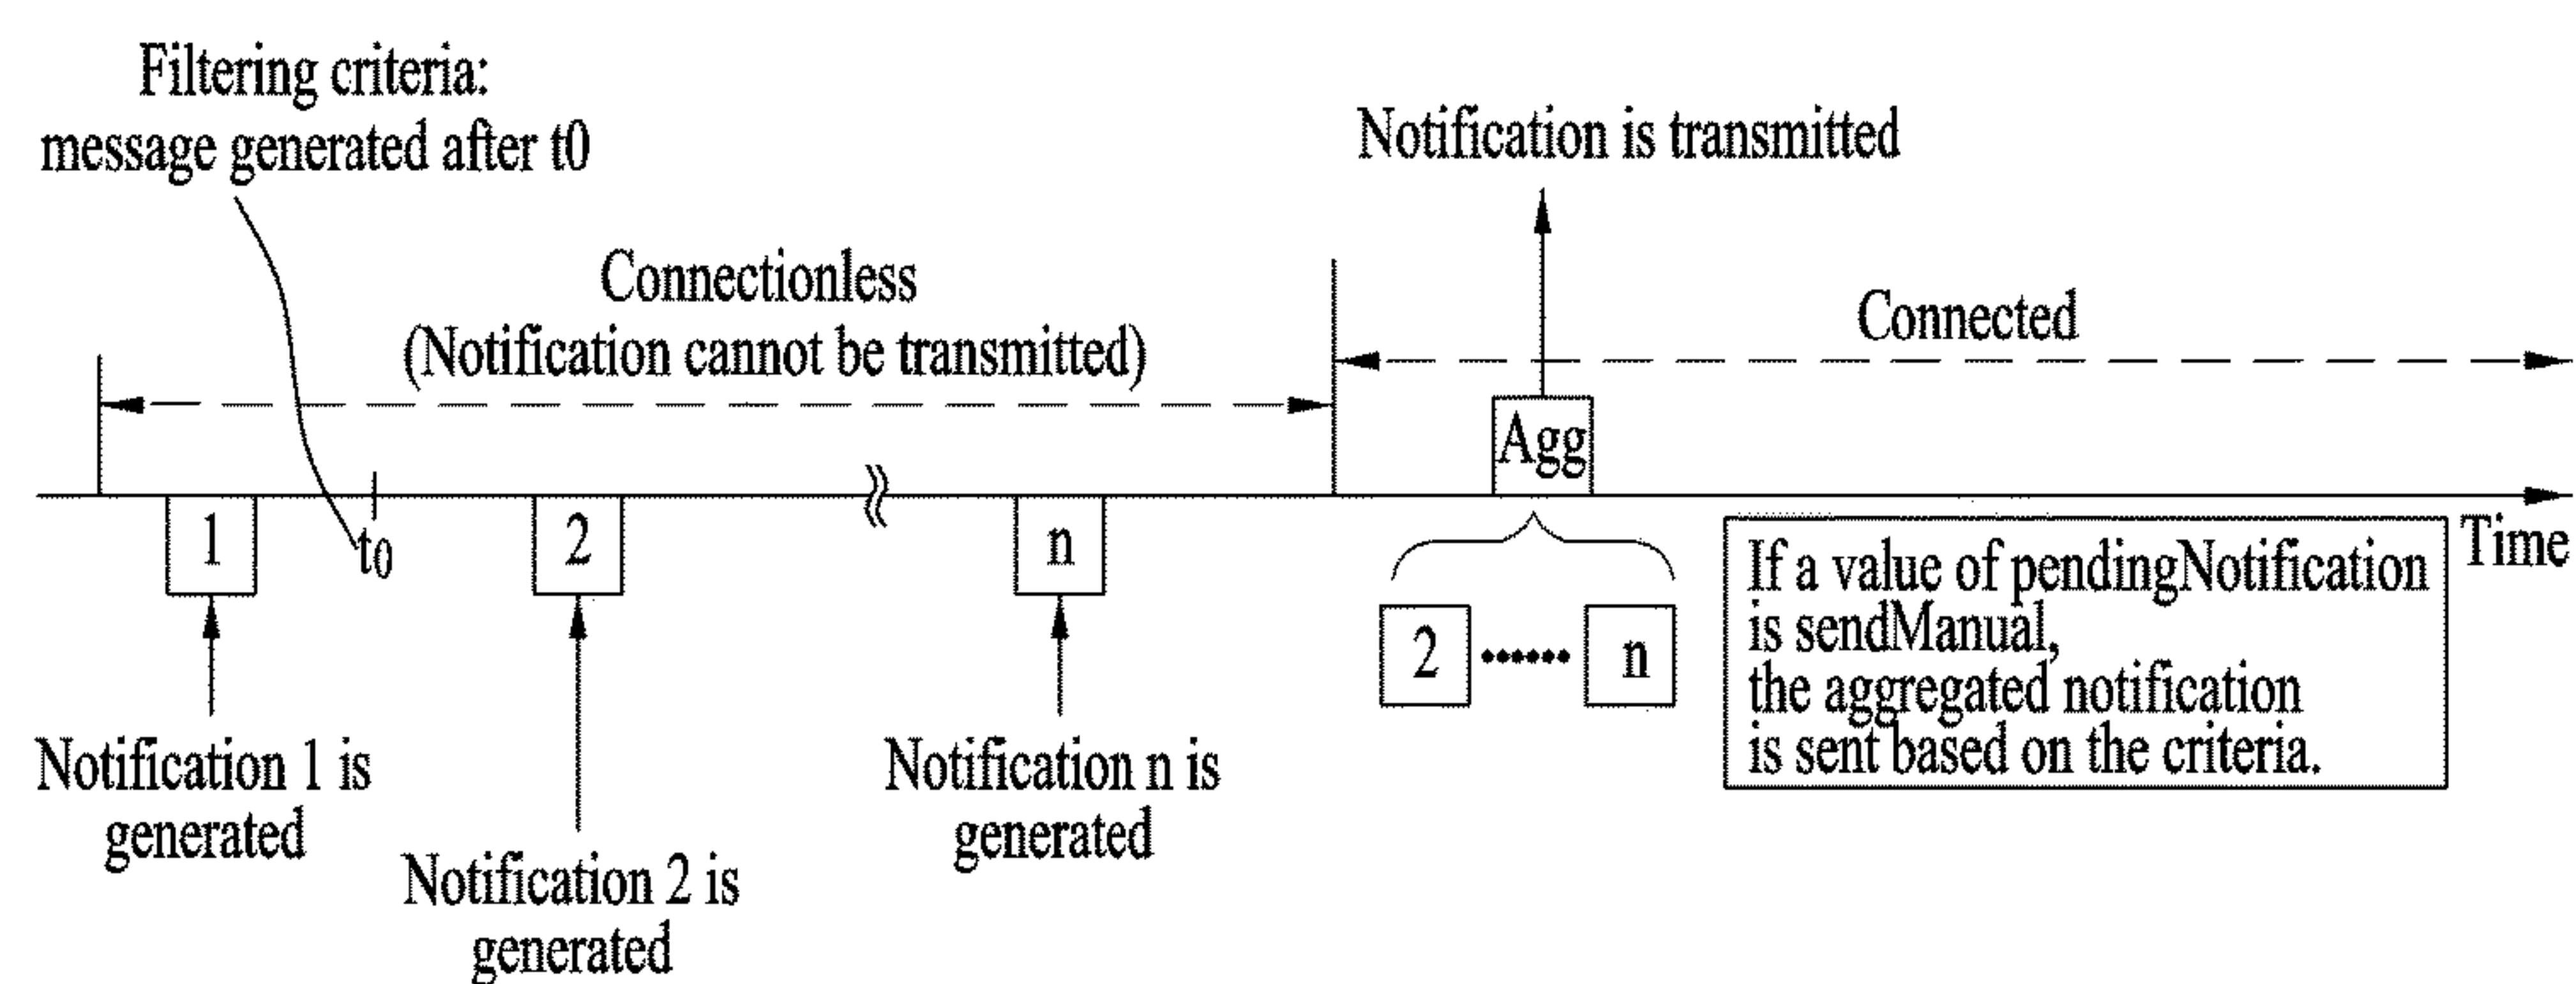 Filtering criteria:
message generated after t0
Notification is transmitted
Connectionless
(Notification cannot be transmitted)
Connected
Agg
1
t0
2
n
Time
2
n
If a value of pendingNotification
is sendManual,
the aggregated notification
is sent based on the criteria.
Notification 1 is
generated
Notification 2 is
generated
Notification n is
generated